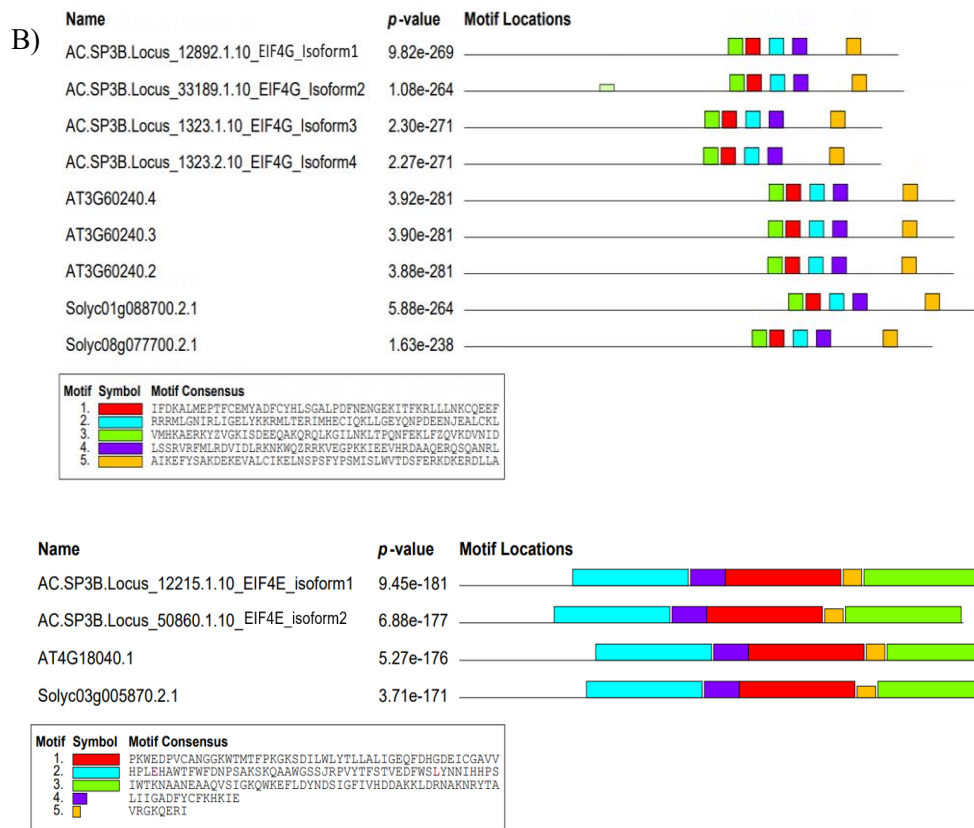 B)
Name p-value Motif Locations
AC.SP3B.Locus_12892.1.10_EIF4G_Isoform1 9.82e-269
AC.SP3B.Locus_33189.1.10_EIF4G_Isoform2 1.08e-264
AC.SP3B.Locus_1323.1.10_EIF4G_Isoform3 2.30e-271
AC.SP3B.Locus_1323.2.10_EIF4G_Isoform4 2.27e-271
AT3G60240.4 3.92e-281
AT3G60240.3 3.90e-281
AT3G60240.2 3.88e-281
Solyc01g088700.2.1 5.88e-264
Solyc08g077700.2.1 1.63e-238
Motif Symbol Motif Consensus
1. IFDKALMEPTFCEMYADFCYHLSGALPDFNENGEKITFKRLLLNKCQEEF
2. RRRMLGNIRLIGELYKKRMLTERIMHECIQKLLGEYQNPDEENJEALCKL
3. VMHKAERKYZVGKISDEEQAKQRQLKGILNKLTPQNFEKLFZQVKDVNID
4. LSSRVRFMLRDVIDLRKNKWQZRRKVEGPKKIEEVHRDAAQERQSQANRL
5. AIKEFYSAKDEKEVALCIKELNSPSFYPSMISLWVTDSFERKDKERDLLA
Name p-value Motif Locations
AC.SP3B.Locus_12215.1.10_EIF4E_isoform1 9.45e-181
AC.SP3B.Locus_50860.1.10_EIF4E_isoform2 6.88e-177
AT4G18040.1 5.27e-176
Solyc03g005870.2.1 3.71e-171
Motif Symbol Motif Consensus
1. PKWEDPVCANGGKWTMTFPKGKSDILWLYTLLALIGEQFDHGDEICGAVV
2. HPLEHAWTFWFDNPSAKSKQAAWGSSJRPVYTFSTVEDFWSLYNNIHHPS
3. IWTKNAANEAAQVSIGKQWKEFLDYNDSIGFIVHDDAKKLDRNAKNRYTA
4. LIIGADFYCFKHKIE
5. VRGKQERI